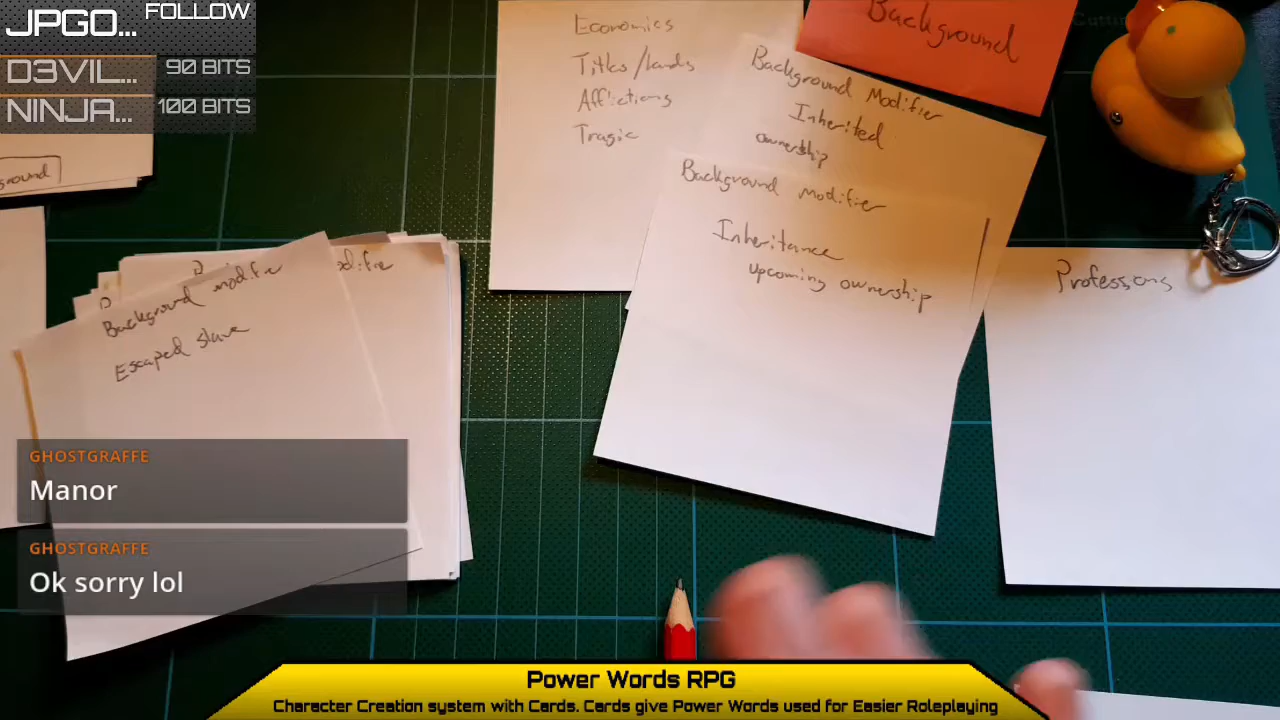 JPGO... FOLLOW
D3VIL... 90 BITS
NINJA... 100 BITS
Economics
Titles/lands
Afflictions
Tragic
Background
Background Modifier
Inherited
ownership
Background modifier
Inheritance
upcoming ownership
Professions
Background modifier
Escaped slave
GHOSTGRAFFE
Manor
GHOSTGRAFFE
Ok sorry lol
Power Words RPG
Character Creation system with Cards. Cards give Power Words used for Easier Roleplaying